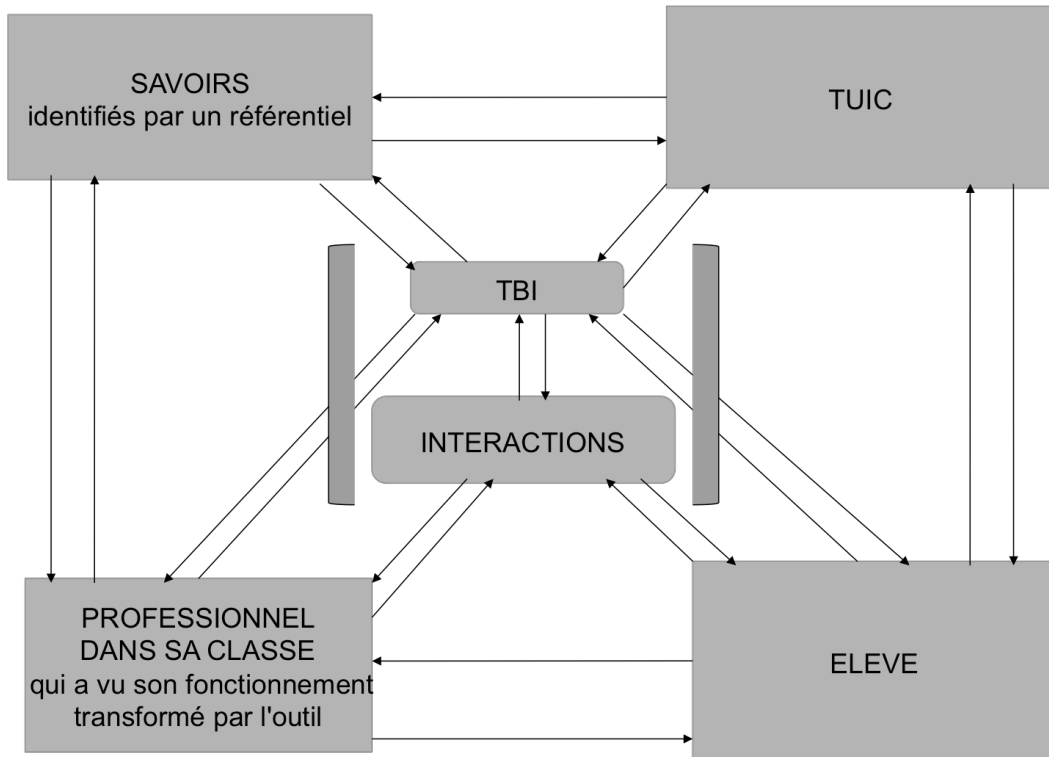 SAVOIRS
identifiés par un référentiel
TUIC
TBI
INTERACTIONS
PROFESSIONNEL
DANS SA CLASSE
qui a vu son fonctionnement
transformé par l'outil
ELEVE